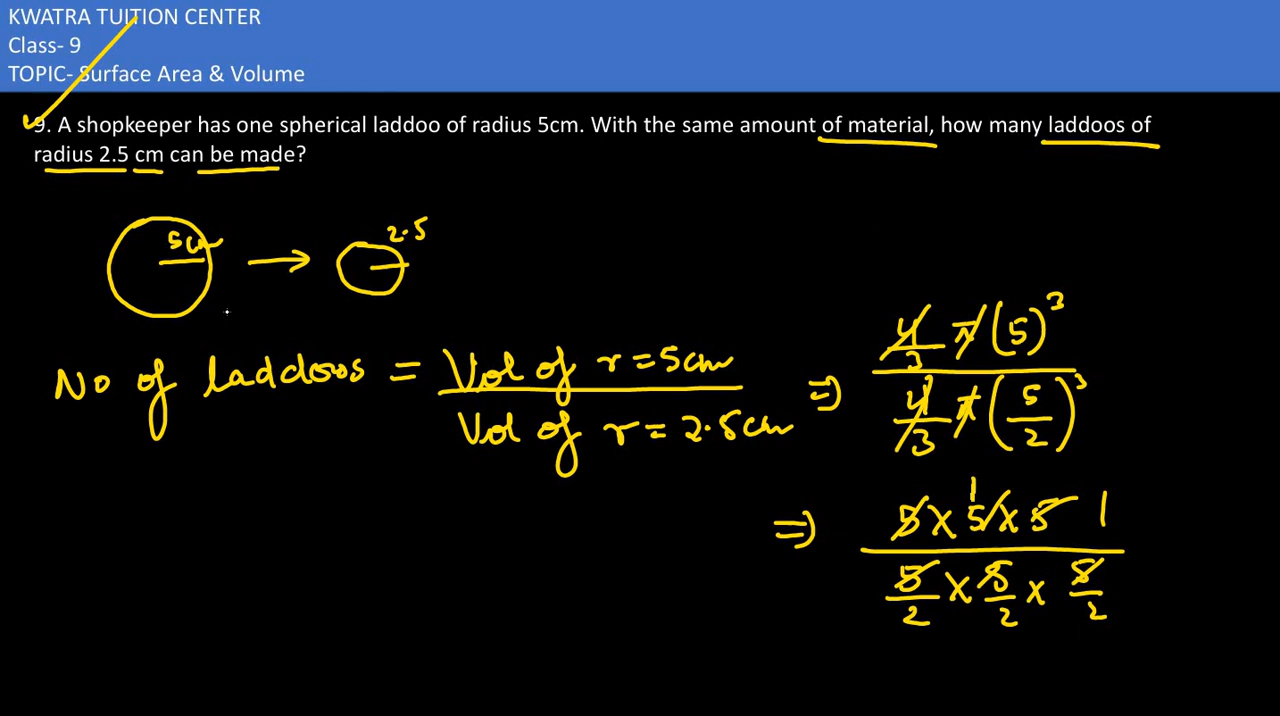 KWATRA TUITION CENTER
Class- 9
TOPIC- Surface Area & Volume
9. A shopkeeper has one spherical laddoo of radius 5cm. With the same amount of material, how many laddoos of
radius 2.5 cm can be made?
5cm → 2.5
No of laddoos = Vol of r = 5cm
Vol of r = 2.5cm
⇒ 4/3 π (5)³
4/3 π (5/2)³
⇒ 5 x 5 x 5 1
1
5/2 x 5/2 x 5/2